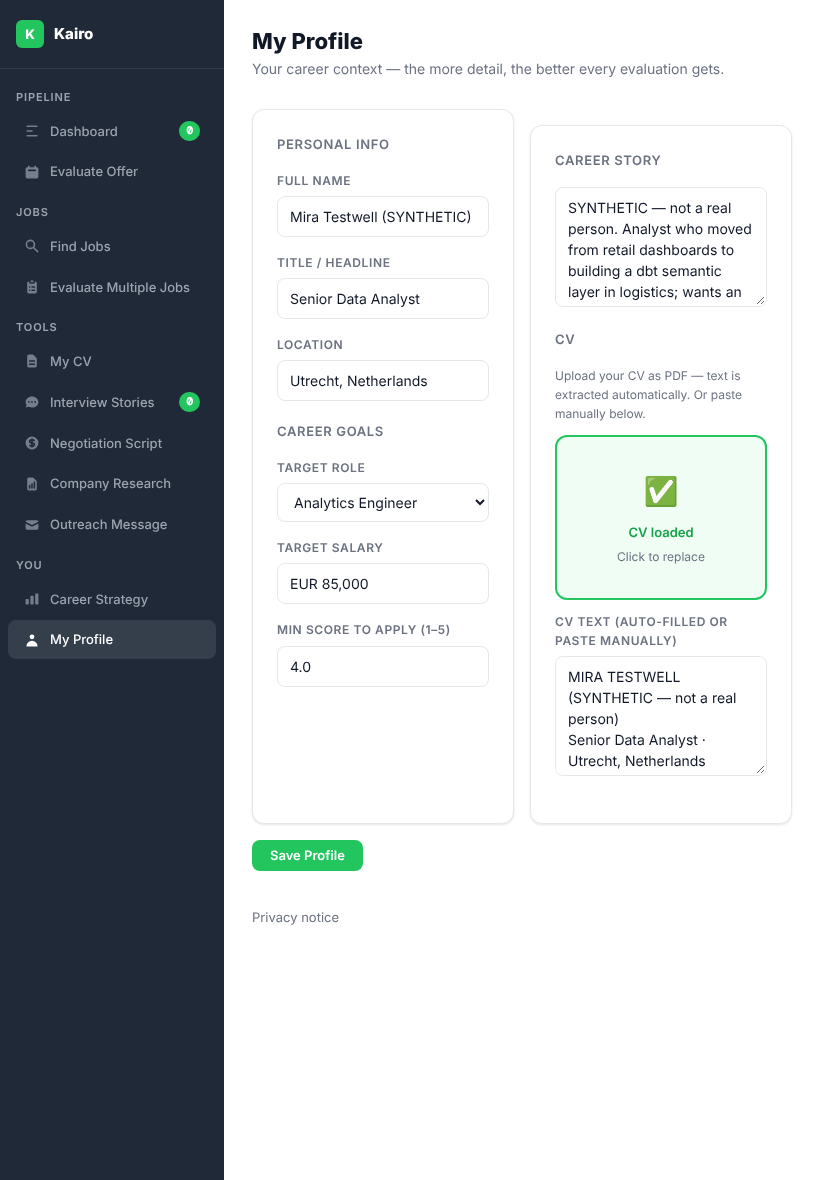 K
Kairo
PIPELINE
Dashboard 0
Evaluate Offer
JOBS
Find Jobs
Evaluate Multiple Jobs
TOOLS
My CV
Interview Stories 0
Negotiation Script
Company Research
Outreach Message
YOU
Career Strategy
My Profile
My Profile
Your career context — the more detail, the better every evaluation gets.
PERSONAL INFO
FULL NAME
Mira Testwell (SYNTHETIC)
TITLE / HEADLINE
Senior Data Analyst
LOCATION
Utrecht, Netherlands
CAREER GOALS
TARGET ROLE
Analytics Engineer
TARGET SALARY
EUR 85,000
MIN SCORE TO APPLY (1–5)
4.0
CAREER STORY
SYNTHETIC — not a real
person. Analyst who moved
from retail dashboards to
building a dbt semantic
layer in logistics; wants an
CV
Upload your CV as PDF — text is
extracted automatically. Or paste
manually below.
CV loaded
Click to replace
CV TEXT (AUTO-FILLED OR
PASTE MANUALLY)
MIRA TESTWELL
(SYNTHETIC — not a real
person)
Senior Data Analyst ·
Utrecht, Netherlands
Save Profile
Privacy notice